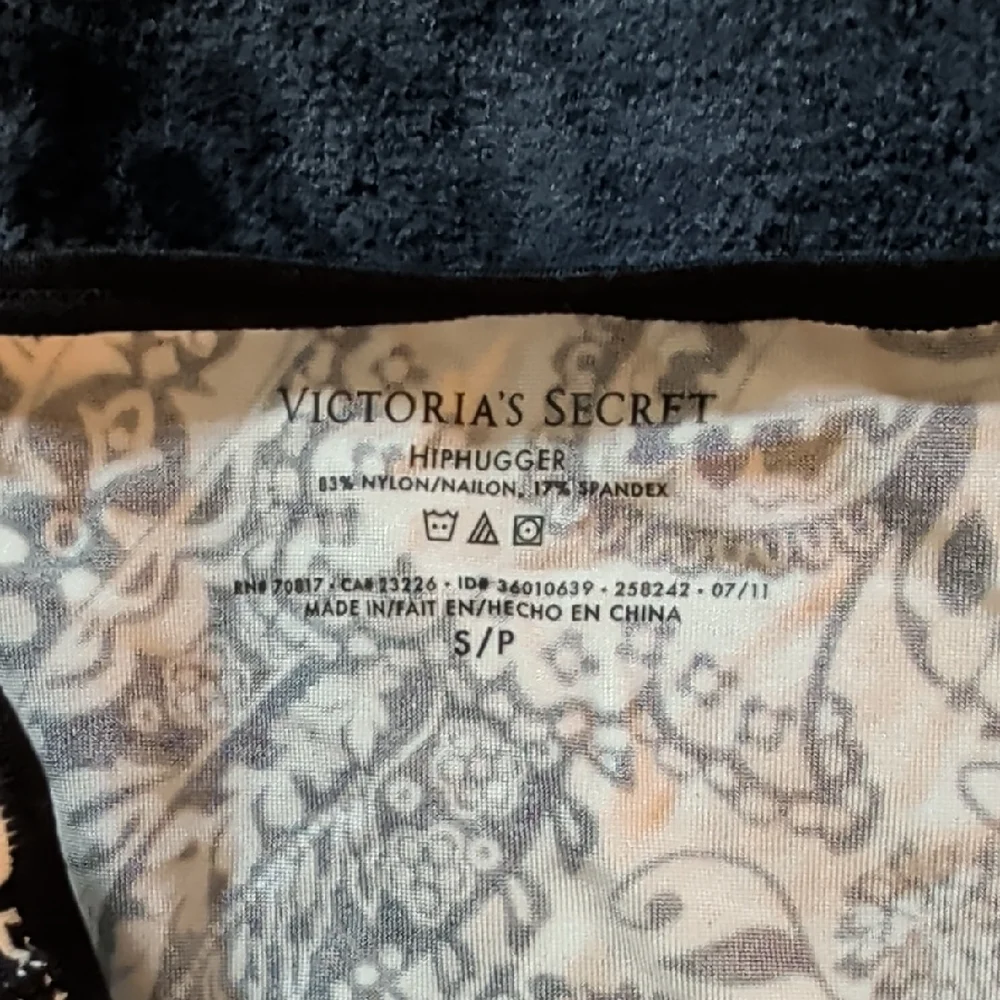 VICTORIA'S SECRET
HIPHUGGER
83% NYLON/NAILON, 17% SPANDEX
RN# 70817 • CA# 23226 • ID# 36010639 • 258242 • 07/11
MADE IN/FAIT EN/HECHO EN CHINA
S/P